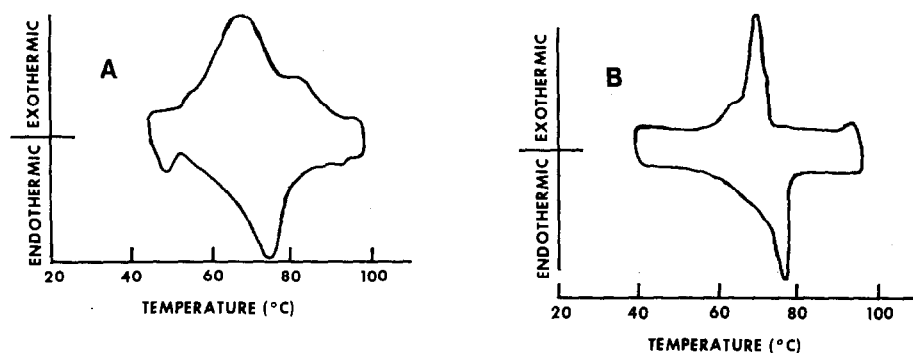 A
EXOTHERMIC
ENDOTHERMIC
20 40 60 80 100
TEMPERATURE (°C)
B
EXOTHERMIC
ENDOTHERMIC
20 40 60 80 100
TEMPERATURE (°C)